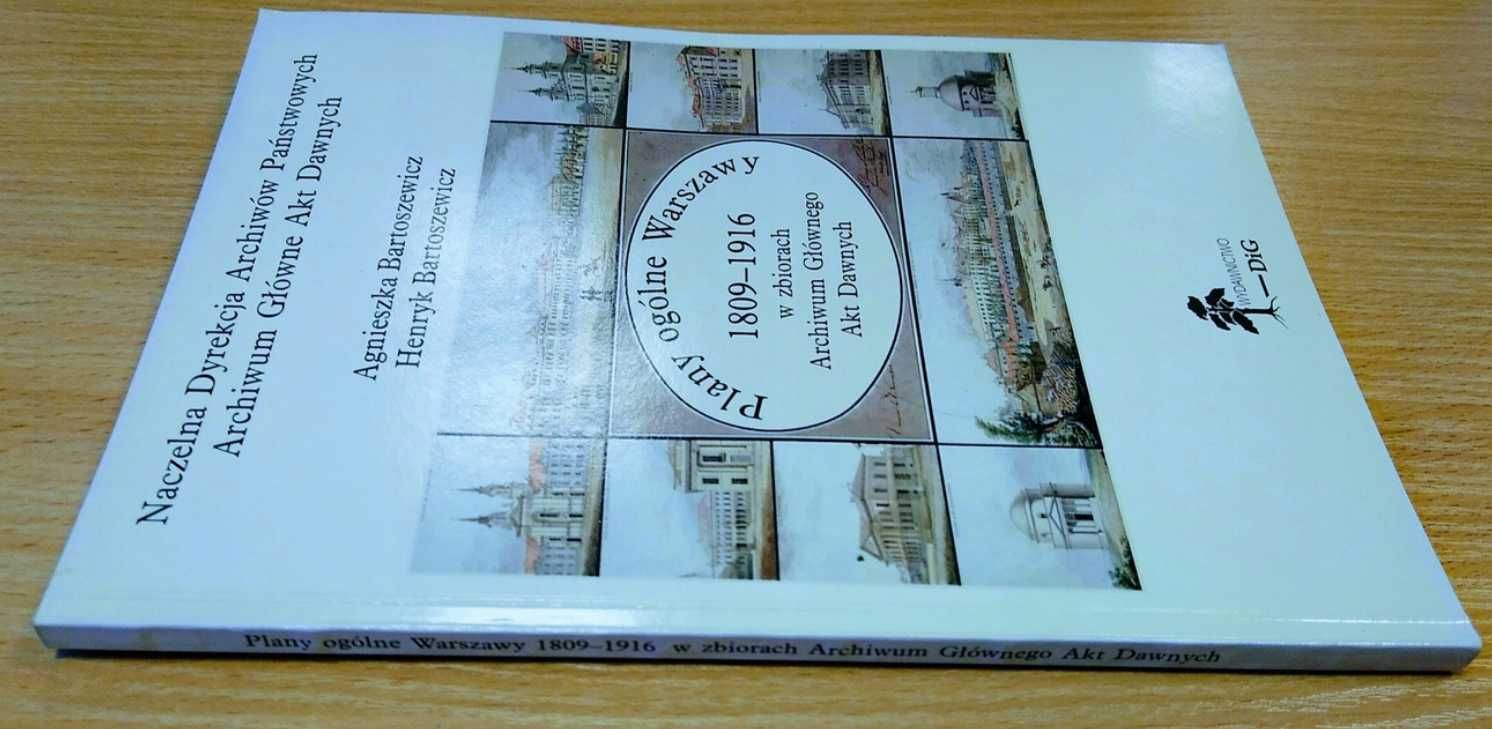 Naczelna Dyrekcja Archiwów Państwowych
Archiwum Główne Akt Dawnych
Agnieszka Bartoszewicz
Henryk Bartoszewicz
Plany ogólne Warszawy
1809–1916
w zbiorach
Archiwum Głównego
Akt Dawnych
WYDAWNICTWO
DiG
Plany ogólne Warszawy 1809–1916 w zbiorach Archiwum Głównego Akt Dawnych